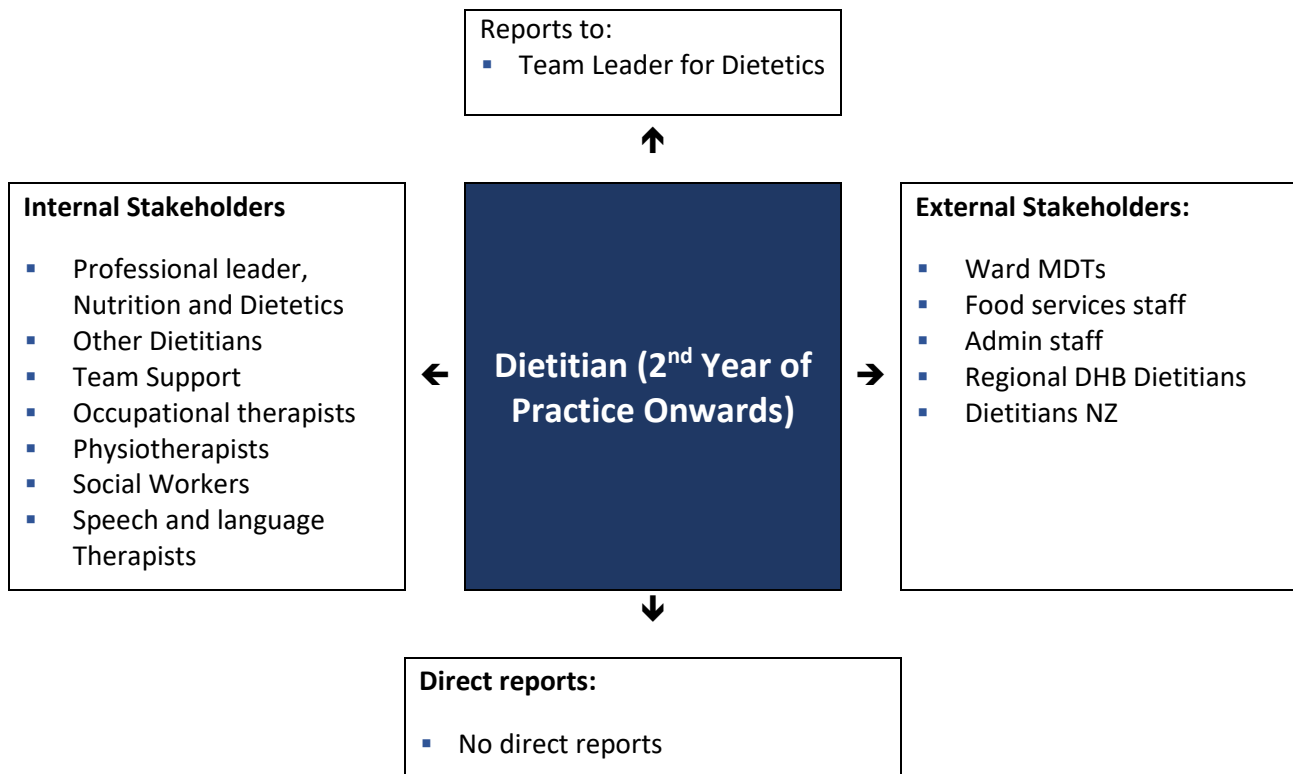 Reports to:
▪ Team Leader for Dietetics
Internal Stakeholders
▪ Professional leader,
Nutrition and Dietetics
▪ Other Dietitians
▪ Team Support
▪ Occupational therapists
▪ Physiotherapists
▪ Social Workers
▪ Speech and language
Therapists
Dietitian (2nd Year of
Practice Onwards)
External Stakeholders:
▪ Ward MDTs
▪ Food services staff
▪ Admin staff
▪ Regional DHB Dietitians
▪ Dietitians NZ
Direct reports:
▪ No direct reports